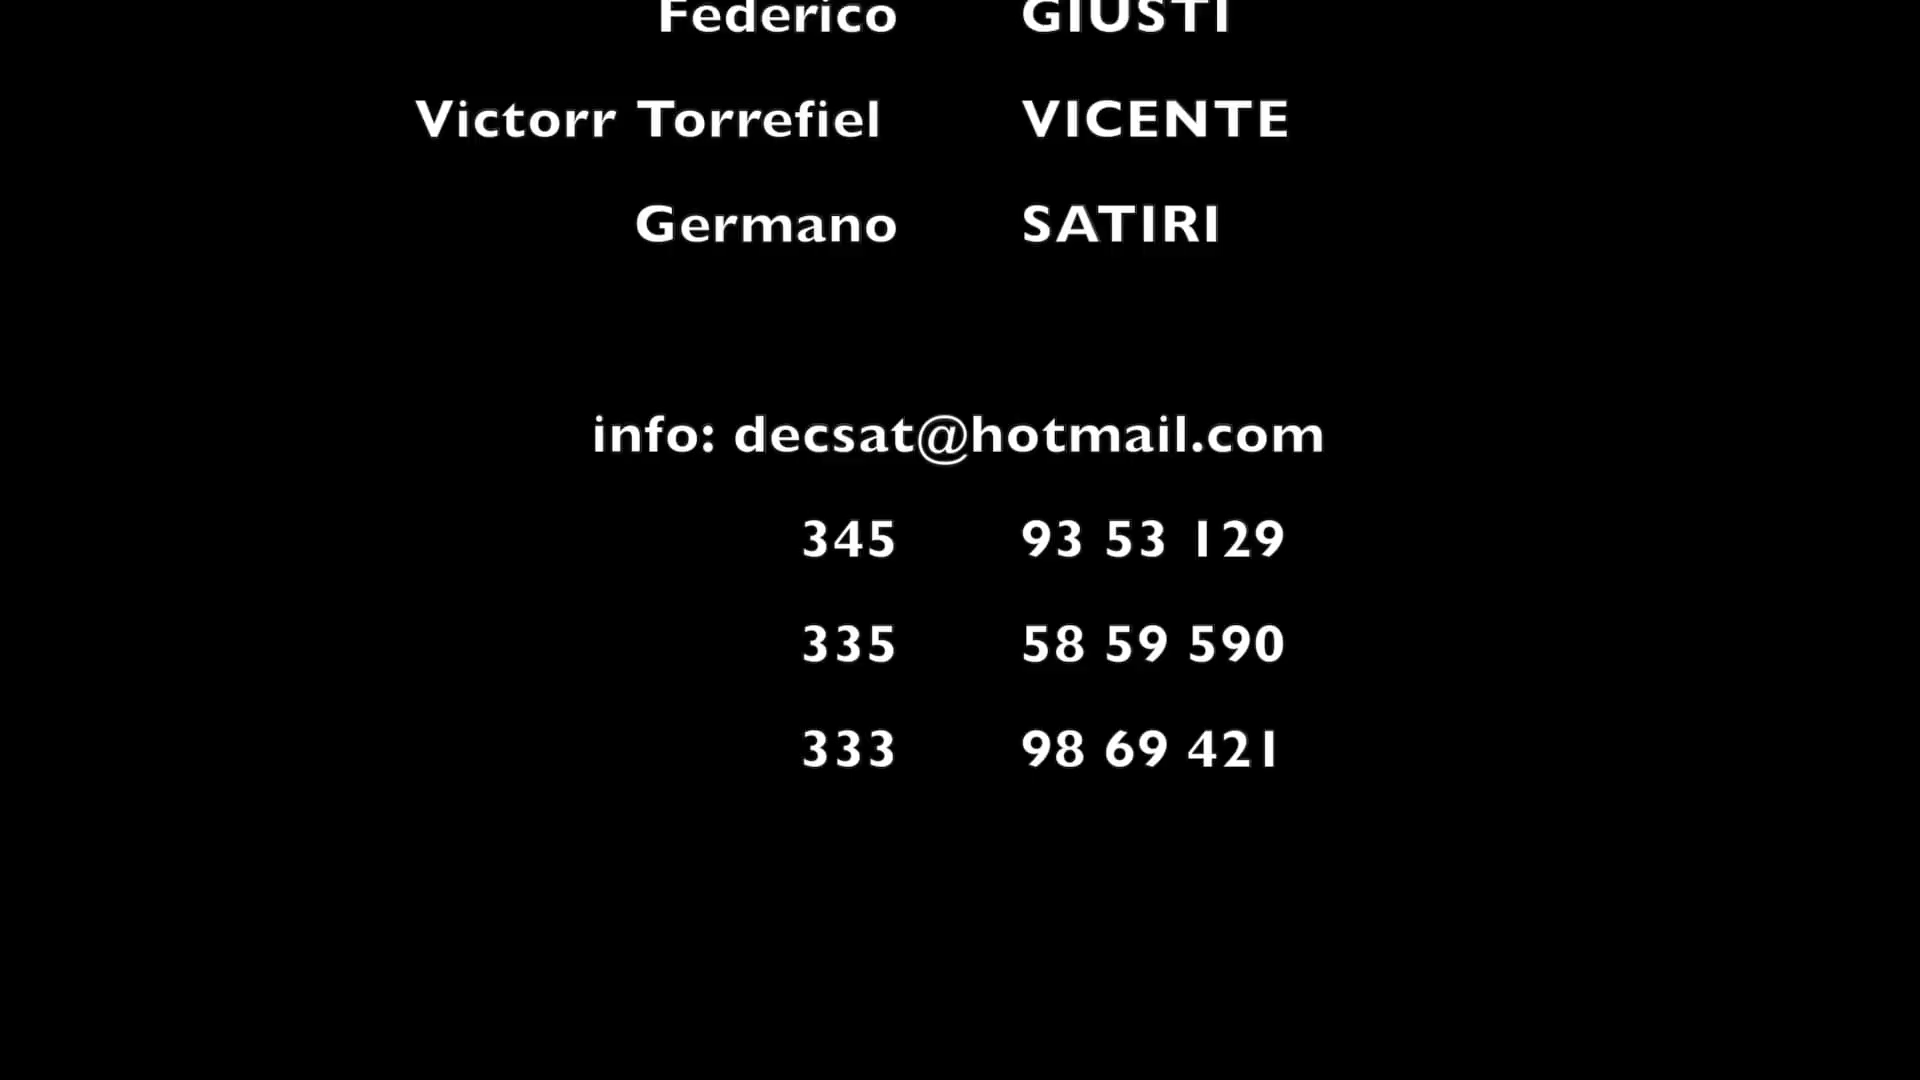 Federico GIUSTI
Victorr Torrefiel VICENTE
Germano SATIRI
info: decsat@hotmail.com
345 93 53 129
335 58 59 590
333 98 69 421